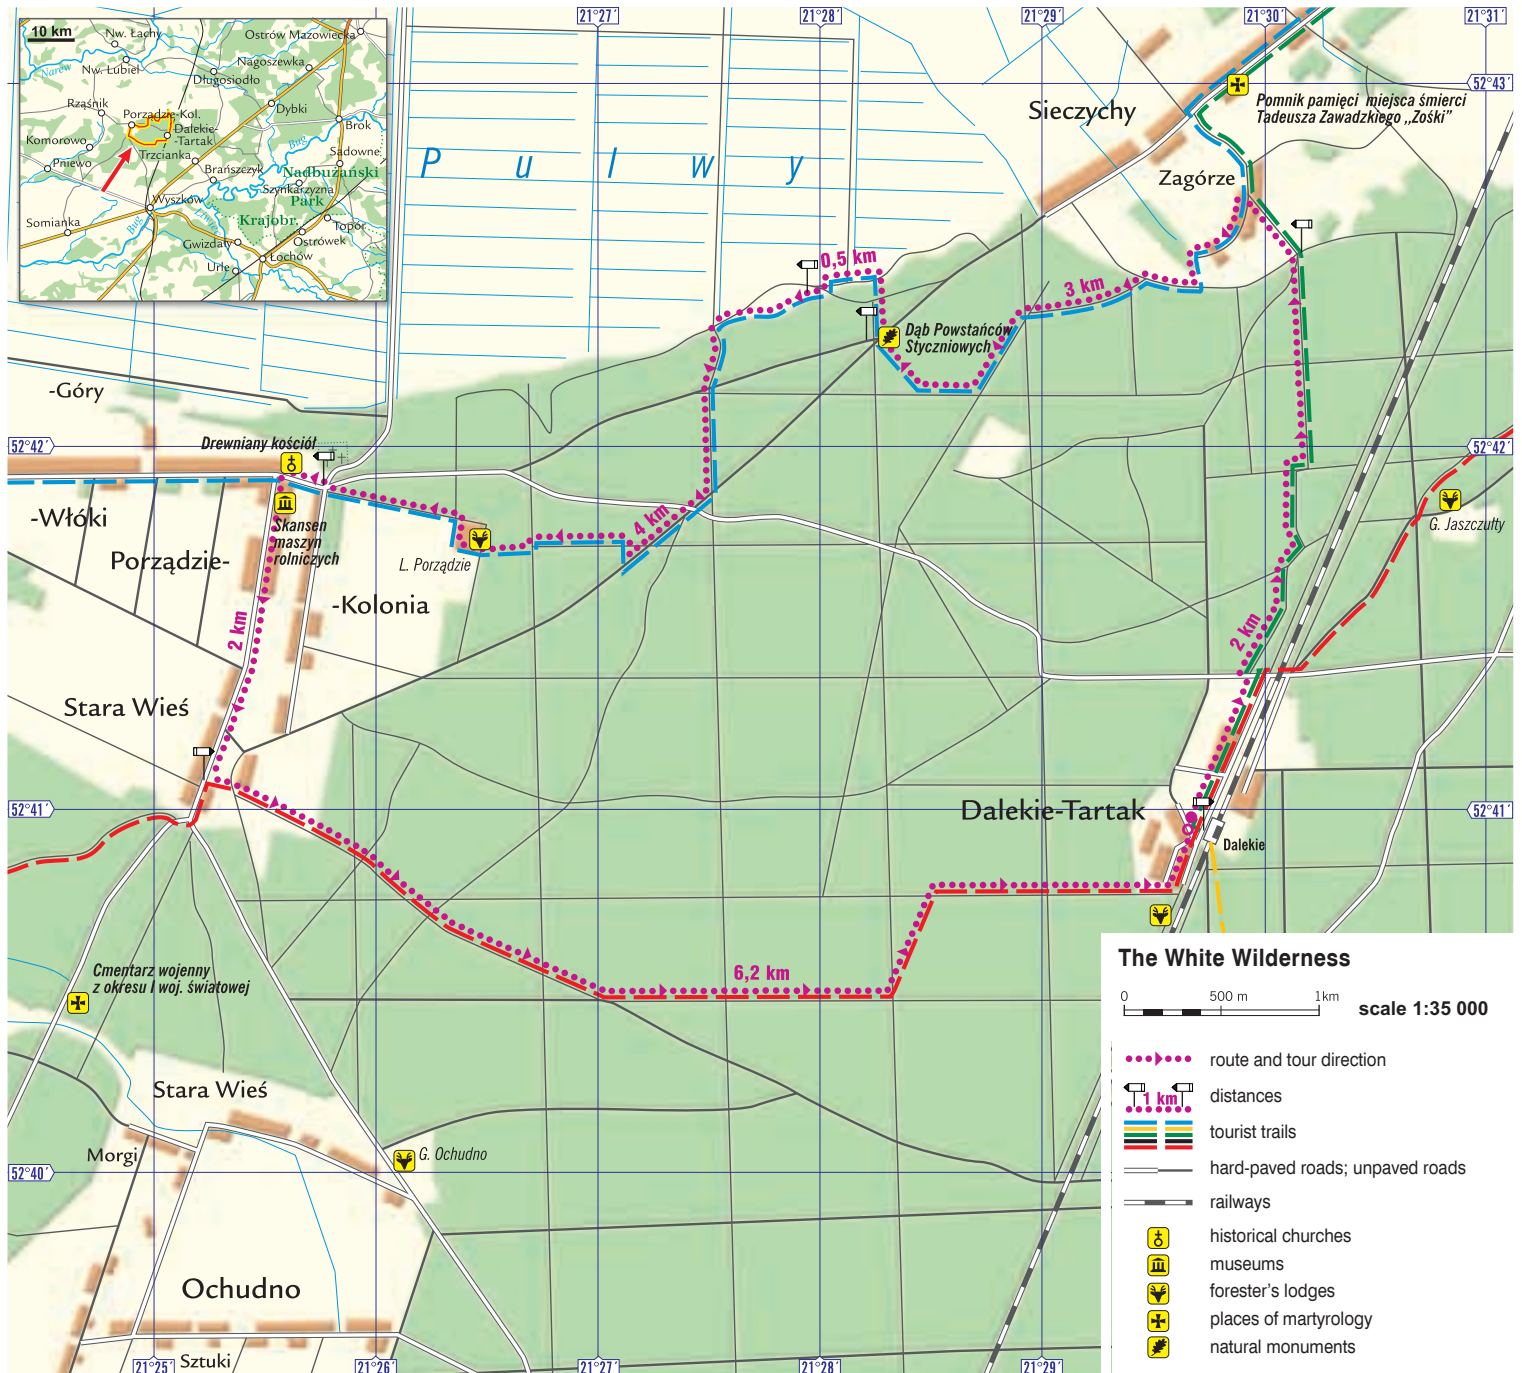 10 km
Nw. Łachy
Ostrów Mazowiecka
Narew
Nw. Lubiel
Nagoszewka
Długosiodło
Rząśnik
Porządzie-Kol.
Dybki
Dalekie-
-Tartak
Brok
Komorowo
Trzcianka
Bug
Sadowne
Pniewo
Brańszczyk
Nadbużański
Szynkarzyzna
Park
Wyszków
Liwiec
Krajobr.
Somianka
Bug
Topór
Gwizdały
Ostrówek
Łochów
Urle
21°27′
21°28′
21°29′
21°30′
21°31′
52°43′
Pomnik pamięci miejsca śmierci
Tadeusza Zawadzkiego „Zośki”
Sieczychy
P u l w y
Zagórze
0,5 km
3 km
Dąb Powstańców
Styczniowych
-Góry
52°42′
Drewniany kościół
52°42′
-Włóki
Skansen
maszyn
rolniczych
4 km
G. Jaszczułty
Porządzie-
L. Porządzie
-Kolonia
2 km
2 km
Stara Wieś
52°41′
Dalekie-Tartak
52°41′
Dalekie
6,2 km
Cmentarz wojenny
z okresu I woj. światowej
The White Wilderness
0 500 m 1km
scale 1:35 000
route and tour direction
1 km
distances
tourist trails
hard-paved roads; unpaved roads
railways
historical churches
museums
forester's lodges
places of martyrology
natural monuments
Stara Wieś
Morgi
G. Ochudno
52°40′
Ochudno
Sztuki
21°25′
21°26′
21°27′
21°28′
21°29′